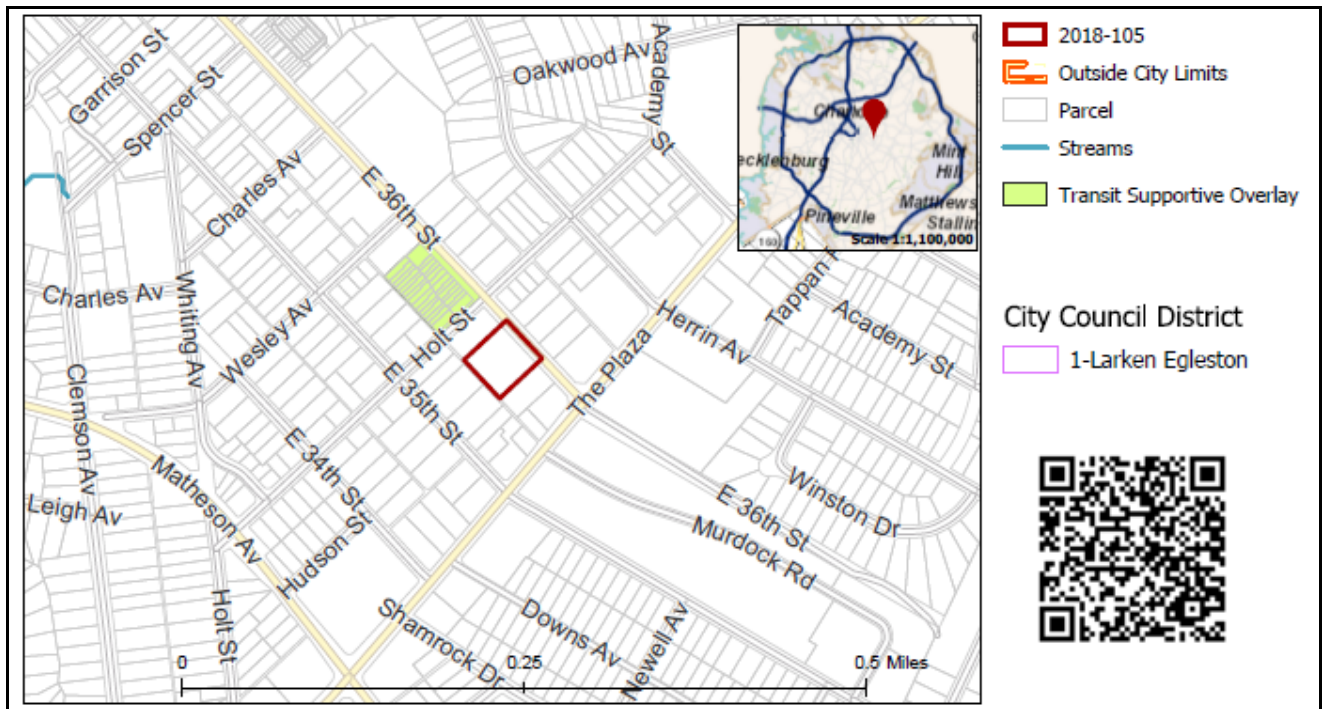 Garrison St
Spencer St
Oakwood Av
Academy St
Charles Av
E 36th St
Charles Av
Whiting Av
Wesley Av
Holt St
E 35th St
The Plaza
Herrin Av
Academy St
Clemson Av
E 34th St
Matheson Av
Leigh Av
Hudson St
Holt St
E 36th St
Winston Dr
Murdock Rd
Shamrock Dr
Downs Av
Newell Av
0
0.25
0.5 Miles
ecklenburg
Mint
Hill
Matthews
Stallin
Pineville
Scale 1:1,100,000
2018-105
Outside City Limits
Parcel
Streams
Transit Supportive Overlay
City Council District
1-Larken Egleston